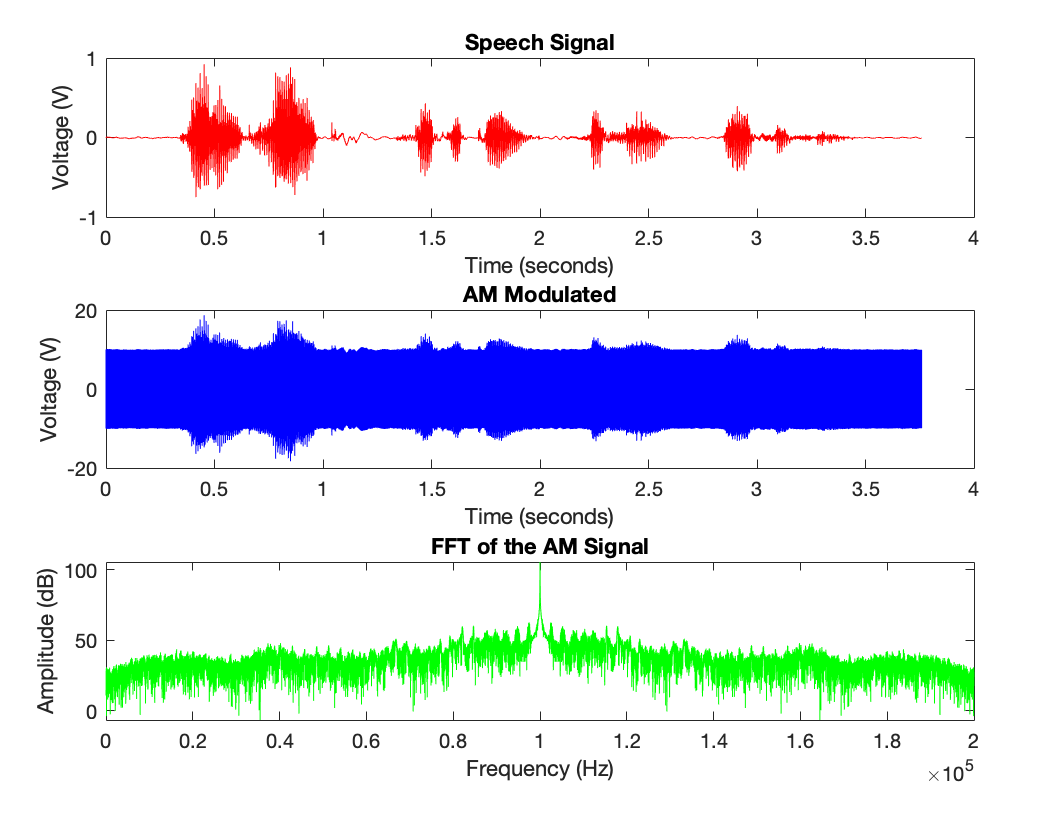 Speech Signal
1
0
-1
Voltage (V)
0 0.5 1 1.5 2 2.5 3 3.5 4
Time (seconds)
AM Modulated
20
0
-20
Voltage (V)
0 0.5 1 1.5 2 2.5 3 3.5 4
Time (seconds)
FFT of the AM Signal
100
50
0
Amplitude (dB)
0 0.2 0.4 0.6 0.8 1 1.2 1.4 1.6 1.8 2
Frequency (Hz)
×10⁵